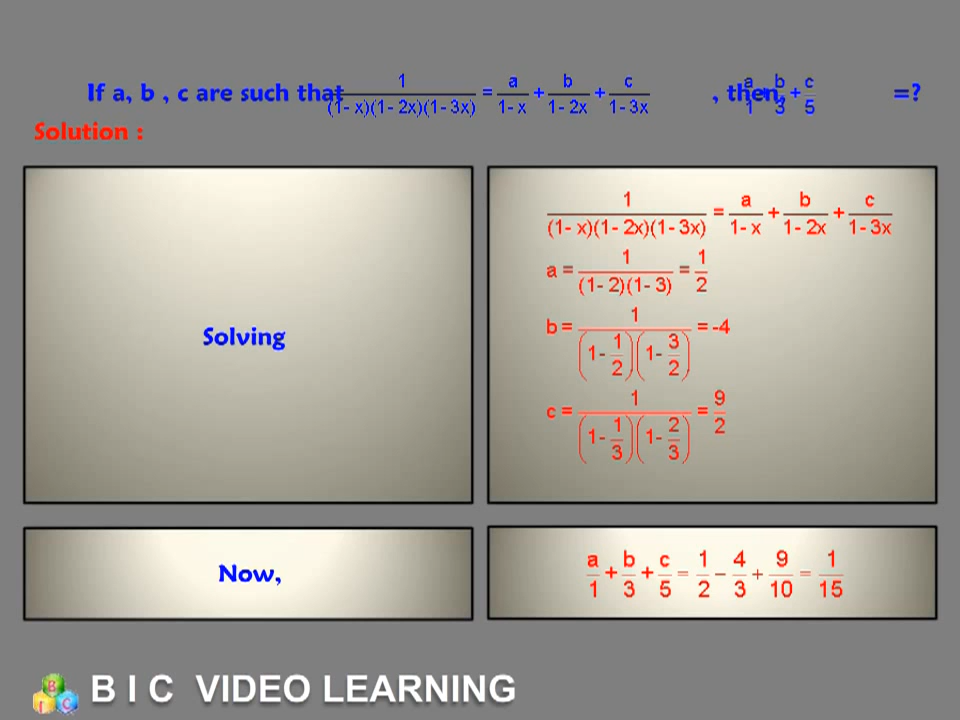 If a, b , c are such that 1/((1- x)(1- 2x)(1- 3x)) = a/(1- x) + b/(1- 2x) + c/(1- 3x) , then, a/1 + b/3 + c/5 =?
Solution :
Solving
1/((1- x)(1- 2x)(1- 3x)) = a/(1- x) + b/(1- 2x) + c/(1- 3x)
a = 1/((1- 2)(1- 3)) = 1/2
b = 1/((1- 1/2)(1- 3/2)) = -4
c = 1/((1- 1/3)(1- 2/3)) = 9/2
Now,
a/1 + b/3 + c/5 = 1/2 − 4/3 + 9/10 = 1/15
B I C VIDEO LEARNING